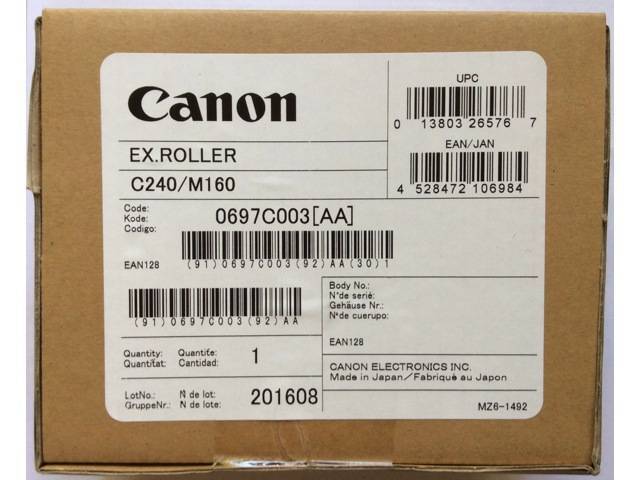 Canon
EX.ROLLER
C240/M160
UPC
0 13803 26576 7
EAN/JAN
4 528472 106984
Code:
Kode:
Codigo:
0697C003[AA]
EAN128
(91)0697C003(92)AA(30)1
(91)0697C003(92)AA
Body No.:
N°de serié:
Gehäuse Nr.:
N°de cuerupo:
EAN128
Quantity: Quantite:
Quantitat: Cantidad:
1
CANON ELECTRONICS INC.
Made in Japan/Fabriqué au Japon
LotNo.: N de lot:
GruppeNr.: N de lote:
201608
MZ6-1492